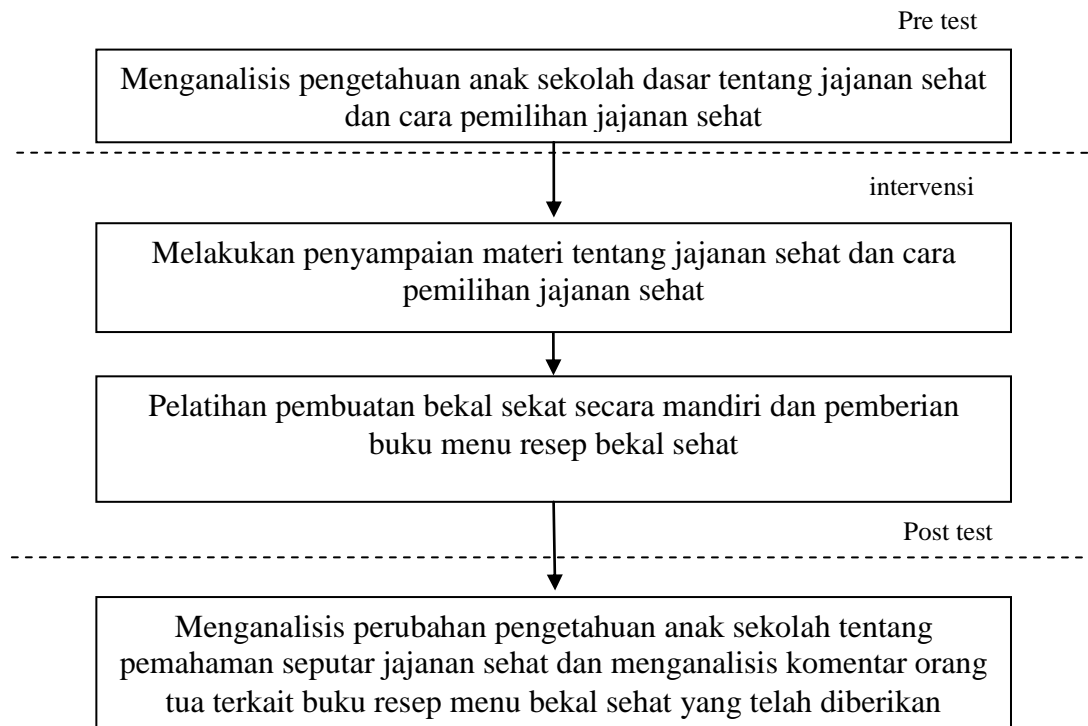 Pre test
Menganalisis pengetahuan anak sekolah dasar tentang jajanan sehat
dan cara pemilihan jajanan sehat
intervensi
Melakukan penyampaian materi tentang jajanan sehat dan cara
pemilihan jajanan sehat
Pelatihan pembuatan bekal sekat secara mandiri dan pemberian
buku menu resep bekal sehat
Post test
Menganalisis perubahan pengetahuan anak sekolah tentang
pemahaman seputar jajanan sehat dan menganalisis komentar orang
tua terkait buku resep menu bekal sehat yang telah diberikan